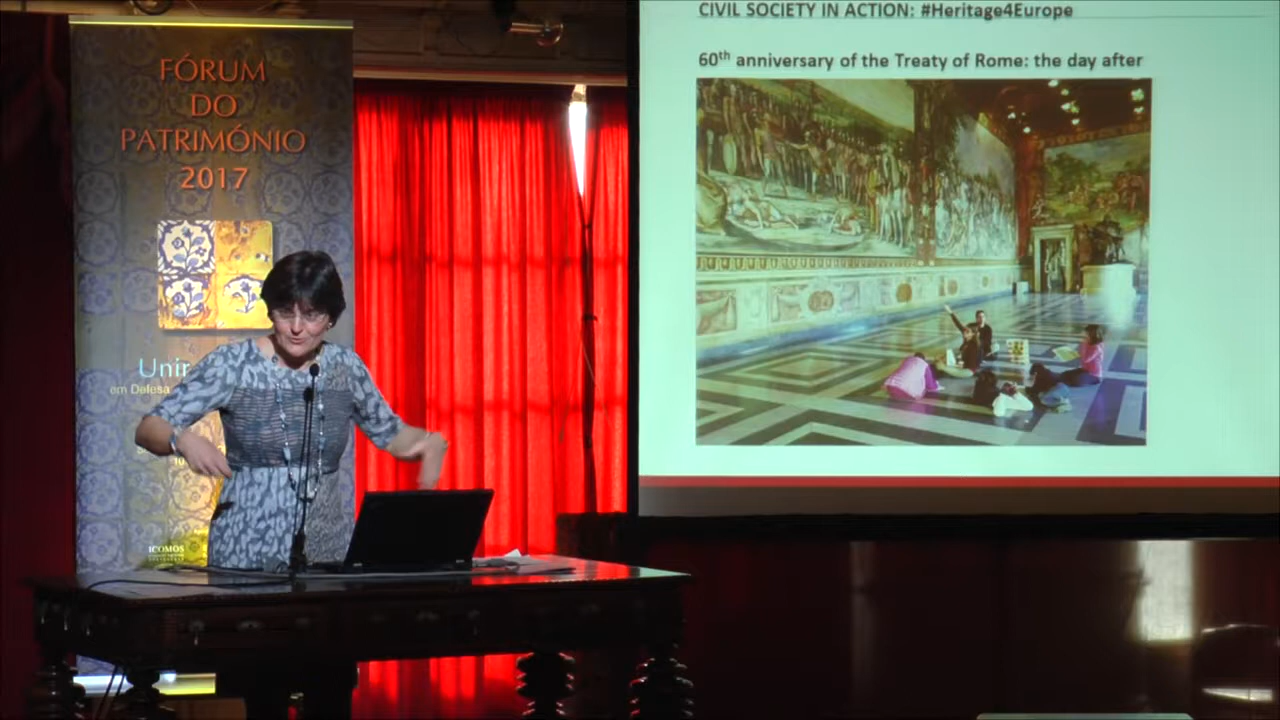 FÓRUM
DO
PATRIMÓNIO
2017
Unir
em Defesa
10
ICOMOS
CIVIL SOCIETY IN ACTION: #Heritage4Europe
60th anniversary of the Treaty of Rome: the day after